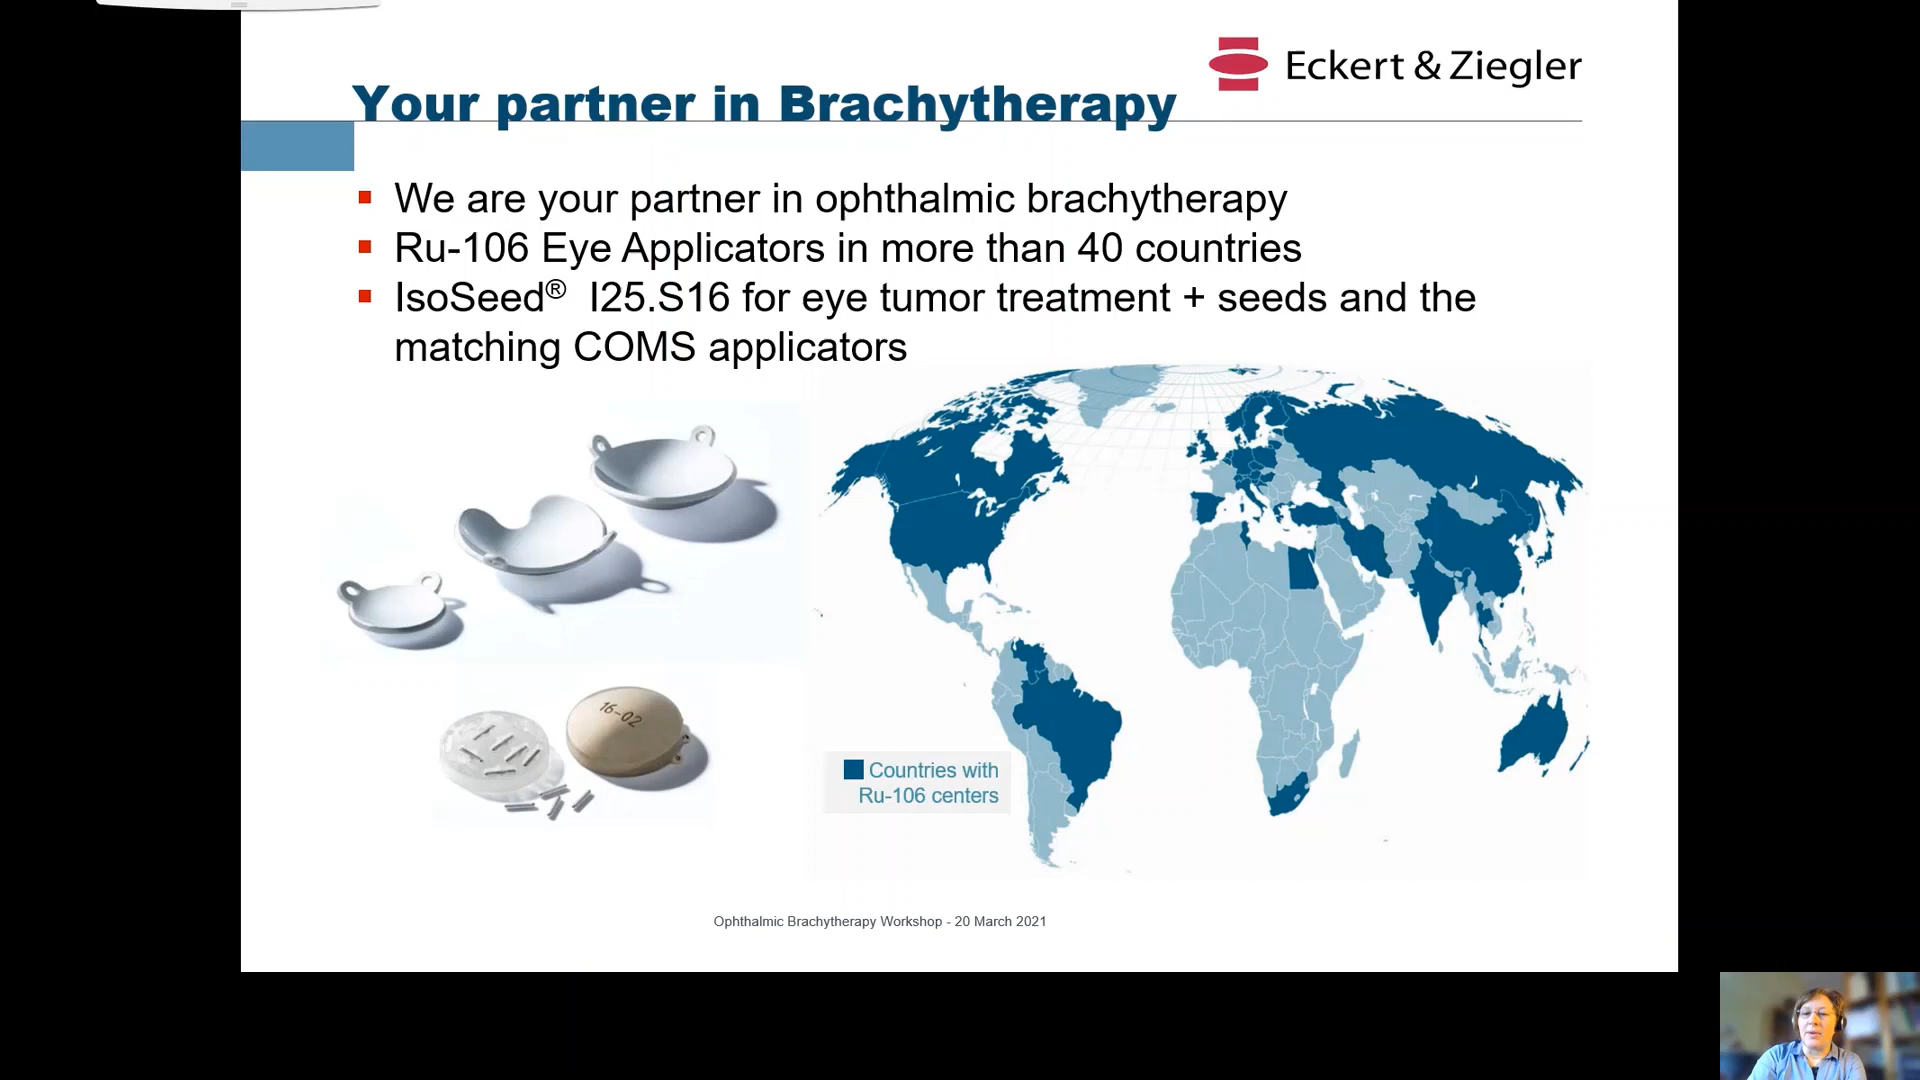 Eckert & Ziegler
Your partner in Brachytherapy
We are your partner in ophthalmic brachytherapy
Ru-106 Eye Applicators in more than 40 countries
IsoSeed® I25.S16 for eye tumor treatment + seeds and the
matching COMS applicators
16-02
Countries with
Ru-106 centers
Ophthalmic Brachytherapy Workshop - 20 March 2021